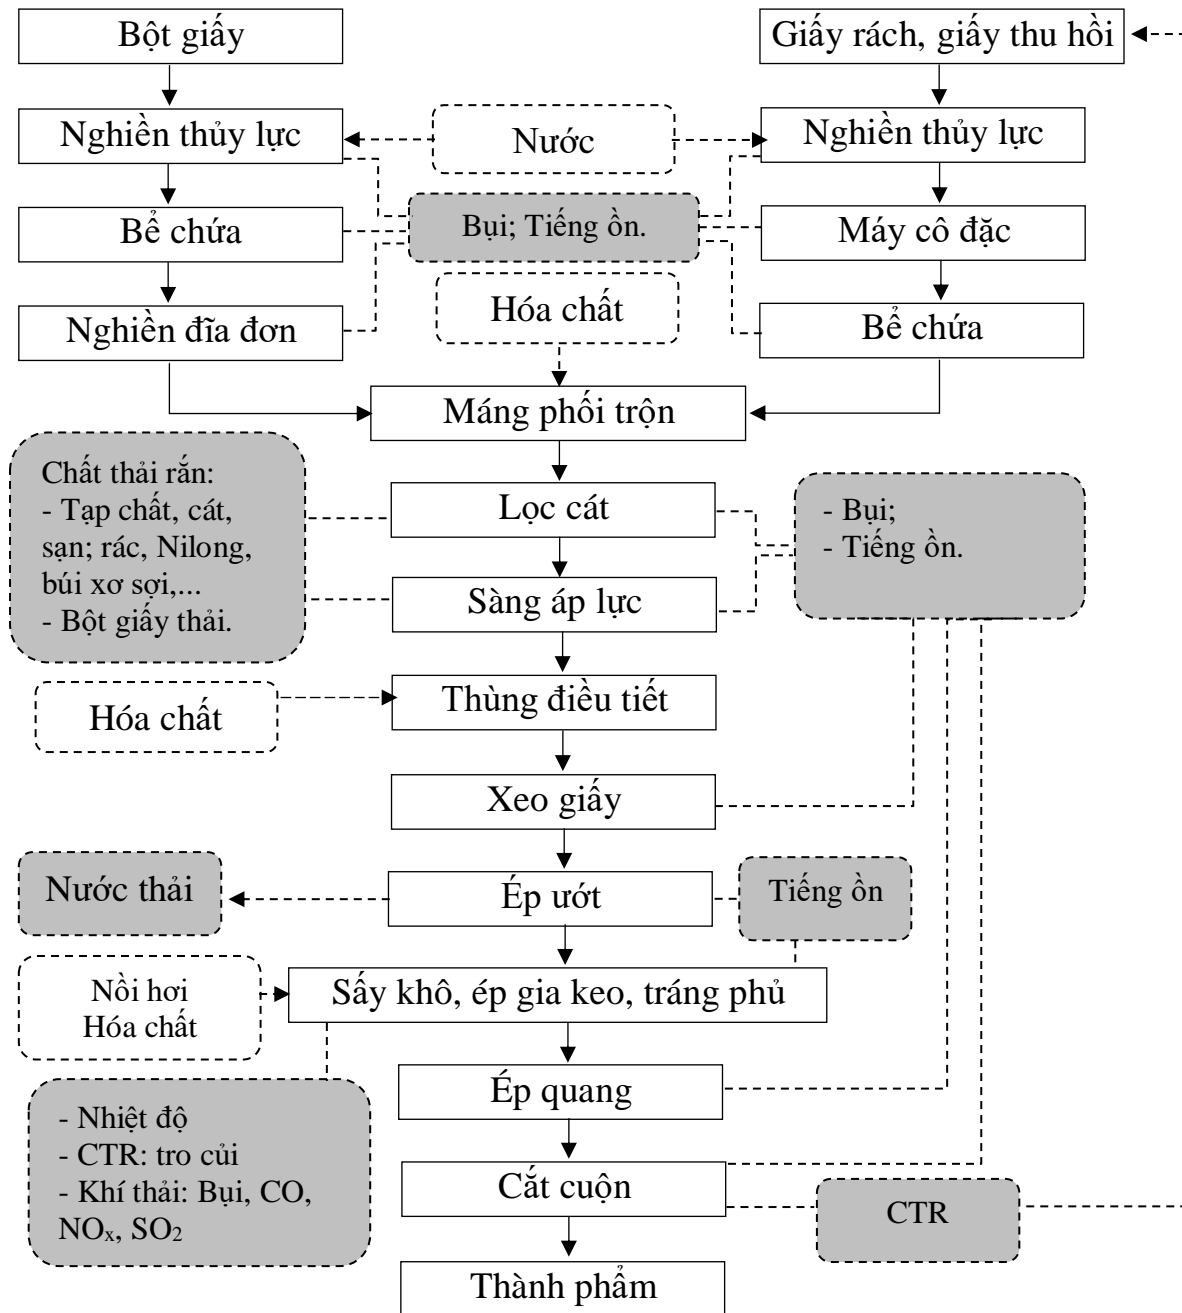 Bột giấy
Giấy rách, giấy thu hồi
Nghiền thủy lực
Nước
Nghiền thủy lực
Bể chứa
Bụi; Tiếng ồn.
Máy cô đặc
Hóa chất
Nghiền đĩa đơn
Bể chứa
Máng phối trộn
Chất thải rắn:
- Tạp chất, cát,
sạn; rác, Nilong,
búi xơ sợi,...
- Bột giấy thải.
Lọc cát
- Bụi;
- Tiếng ồn.
Sàng áp lực
Hóa chất
Thùng điều tiết
Xeo giấy
Nước thải
Ép ướt
Tiếng ồn
Nồi hơi
Hóa chất
Sấy khô, ép gia keo, tráng phủ
Ép quang
- Nhiệt độ
- CTR: tro củi
- Khí thải: Bụi, CO,
NOₓ, SO₂
Cắt cuộn
CTR
Thành phẩm